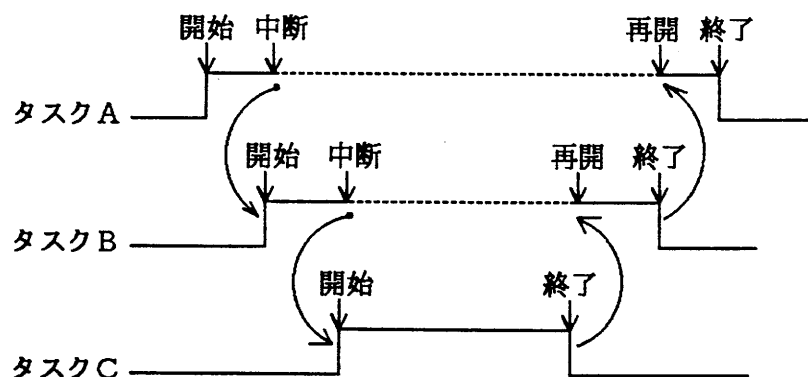 開始 中断 再開 終了
タスクA
開始 中断 再開 終了
タスクB
開始 終了
タスクC